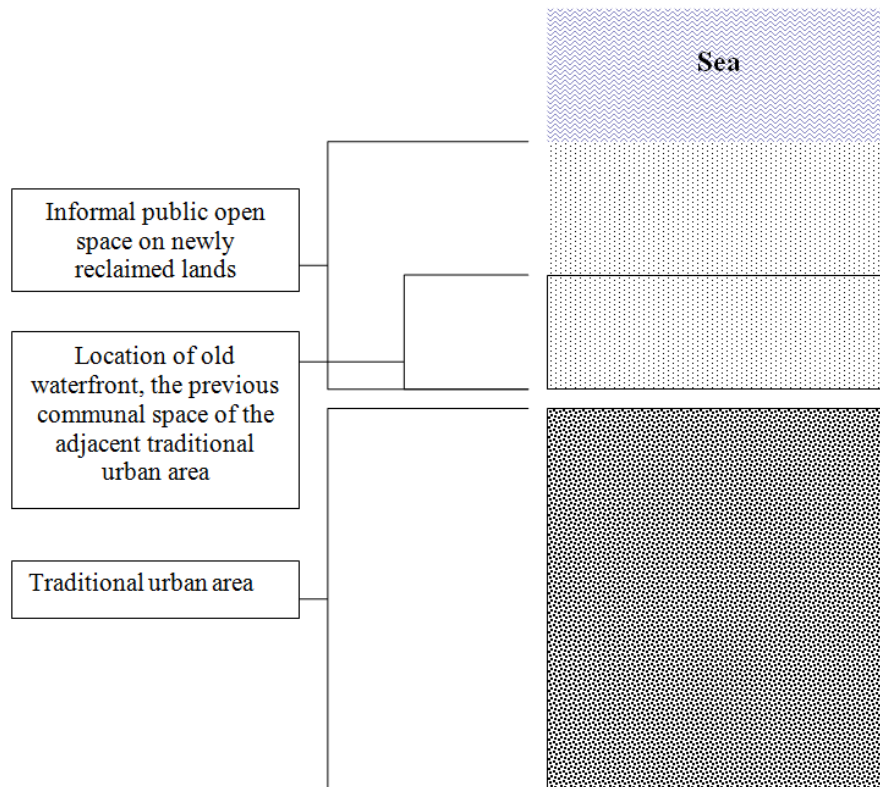 Sea
Informal public open
space on newly
reclaimed lands
Location of old
waterfront, the previous
communal space of the
adjacent traditional
urban area
Traditional urban area